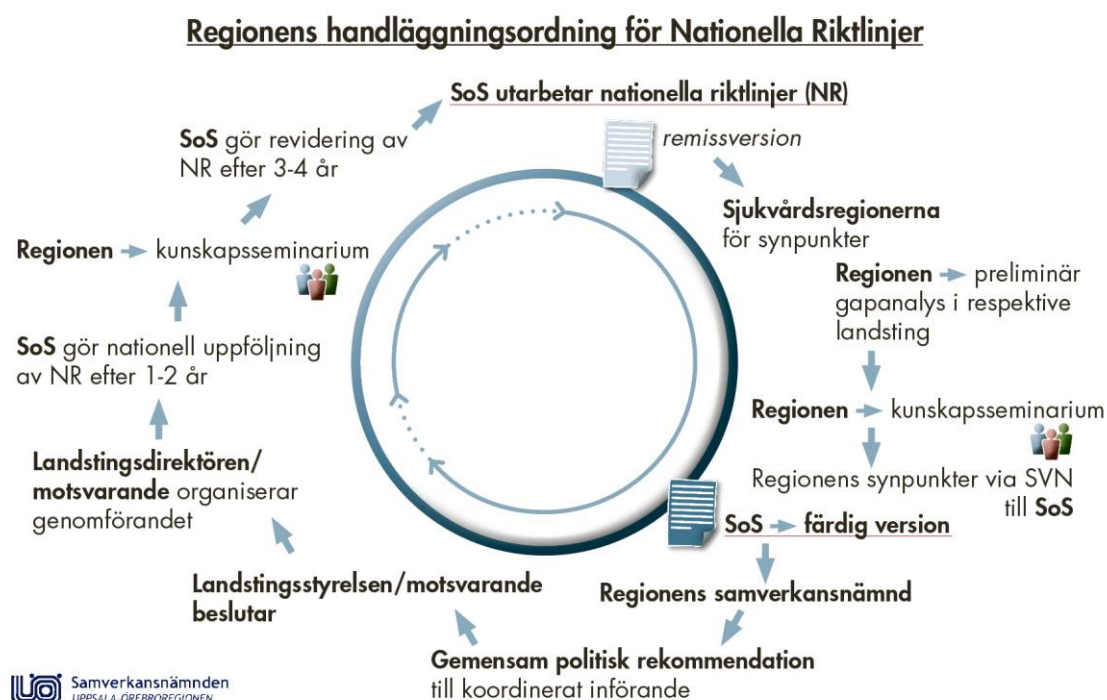 Regionens handläggningsordning för Nationella Riktlinjer
SoS utarbetar nationella riktlinjer (NR)
remissversion
Sjukvårdsregionerna
för synpunkter
Regionen preliminär
gapanalys i respektive
landsting
Regionen kunskapsseminarium
Regionens synpunkter via SVN
till SoS
SoS färdig version
Regionens samverkansnämnd
Gemensam politisk rekommendation
till koordinerat införande
Landstingsstyrelsen/motsvarande
beslutar
Landstingsdirektören/
motsvarande organiserar
genomförandet
SoS gör nationell uppföljning
av NR efter 1-2 år
Regionen kunskapsseminarium
SoS gör revidering av
NR efter 3-4 år
Samverkansnämnden
UPPSALA-ÖREBROREGIONEN